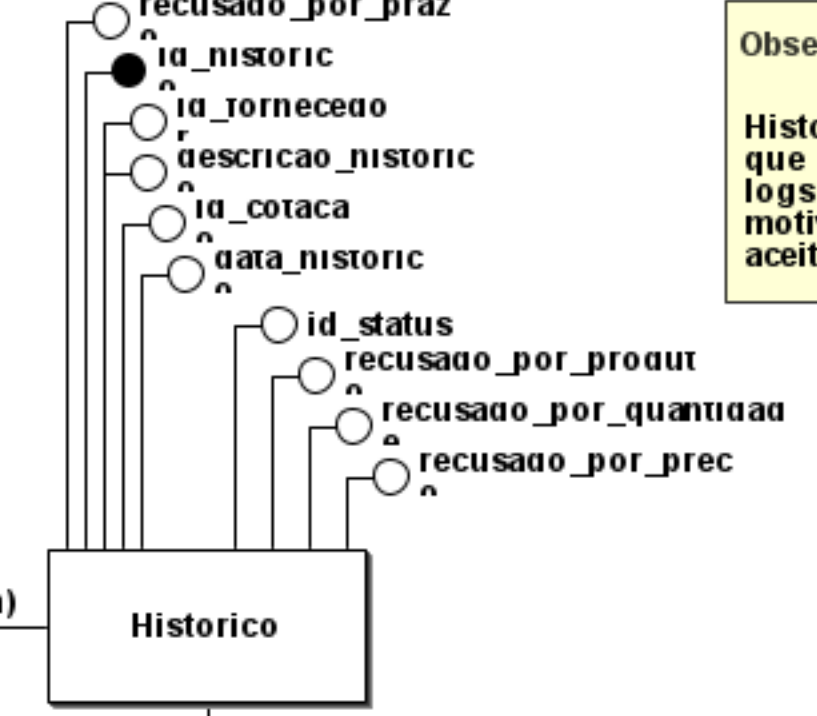 recusado_por_praz
o
id_historic
o
id_fornecedo
r
descricao_historic
o
id_cotaca
o
data_historic
o
id_status
recusado_por_produt
o
recusado_por_quantidad
e
recusado_por_prec
o
Historico
)
Obse
Histo
que
logs
motiv
aceit